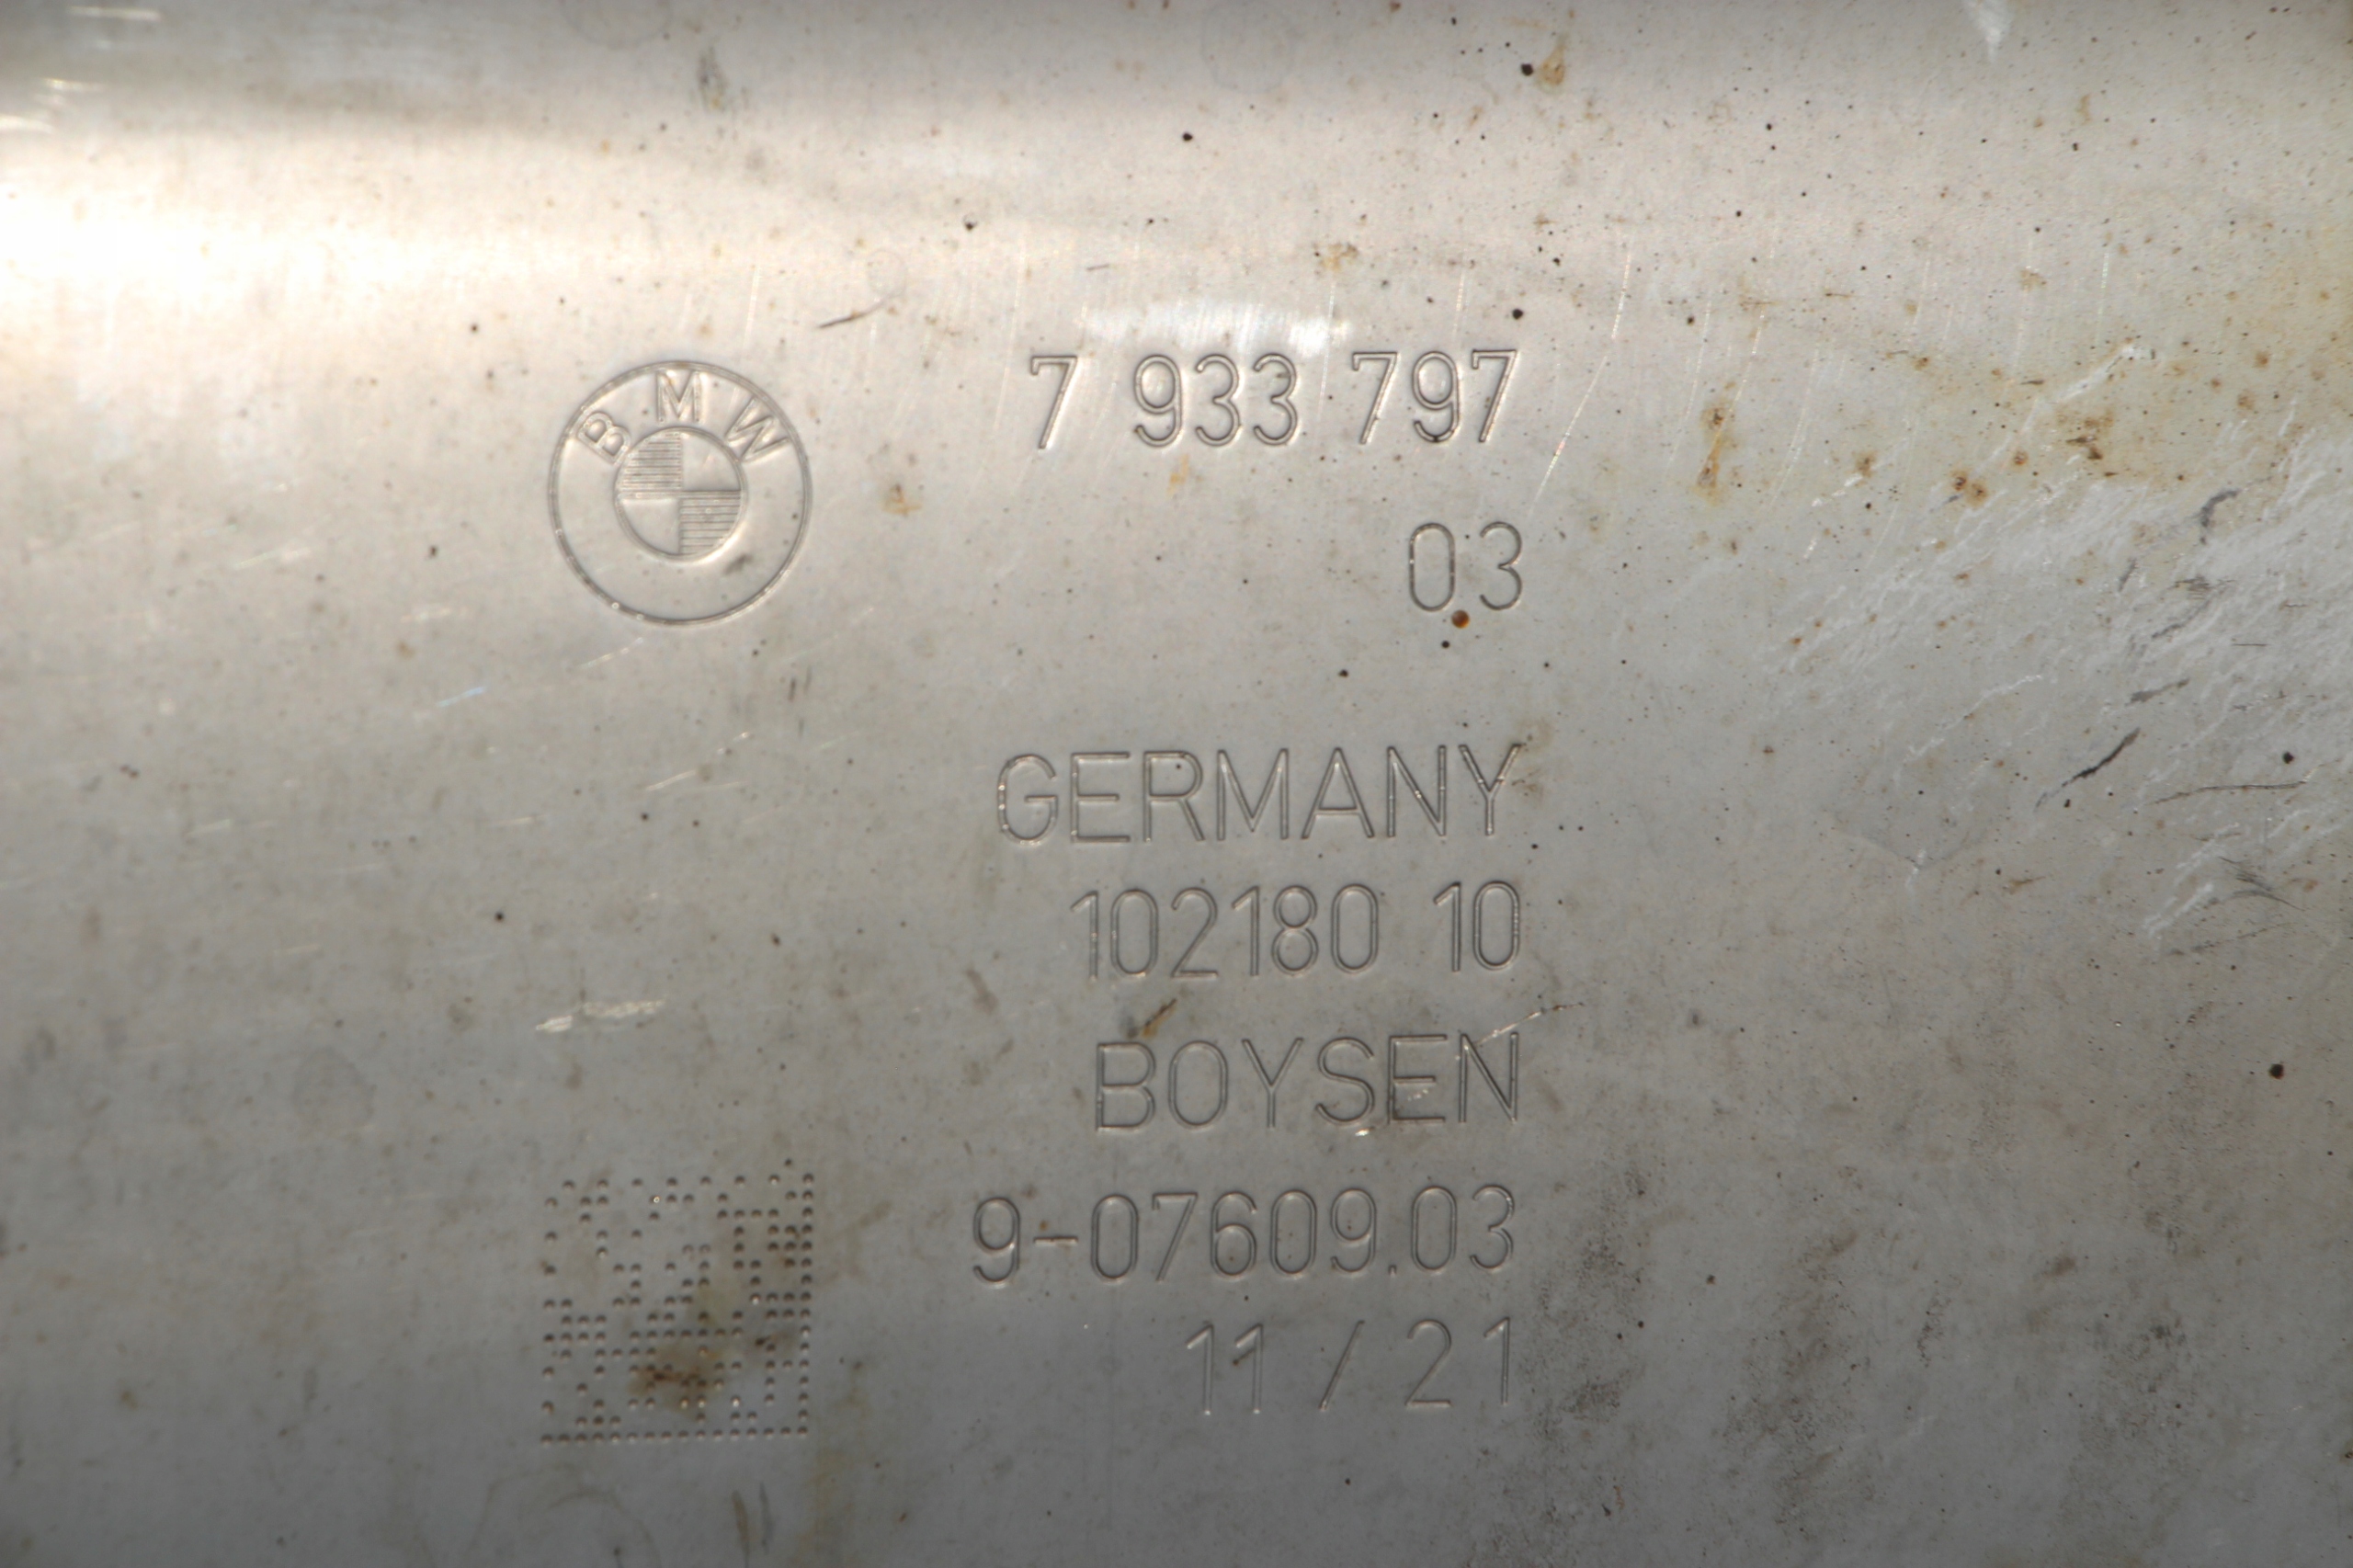 BMW
7 933 797
03
GERMANY
102180 10
BOYSEN
9-07609.03
11 / 21